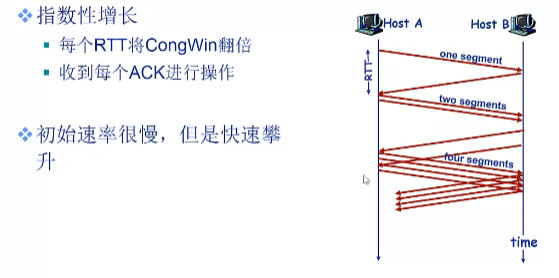 指数性增长
每个RTT将CongWin翻倍
收到每个ACK进行操作
初始速率很慢，但是快速攀
升
Host A
Host B
RTT
one segment
two segments
four segments
time